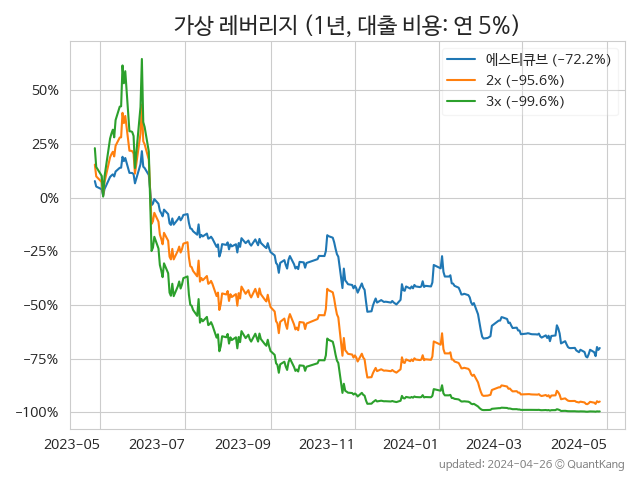 가상 레버리지 (1년, 대출 비용: 연 5%)
에스티큐브 (−72.2%)
2x (−95.6%)
3x (−99.6%)
50%
25%
0%
−25%
−50%
−75%
−100%
2023-05
2023-07
2023-09
2023-11
2024-01
2024-03
2024-05
updated: 2024-04-26 © QuantKang